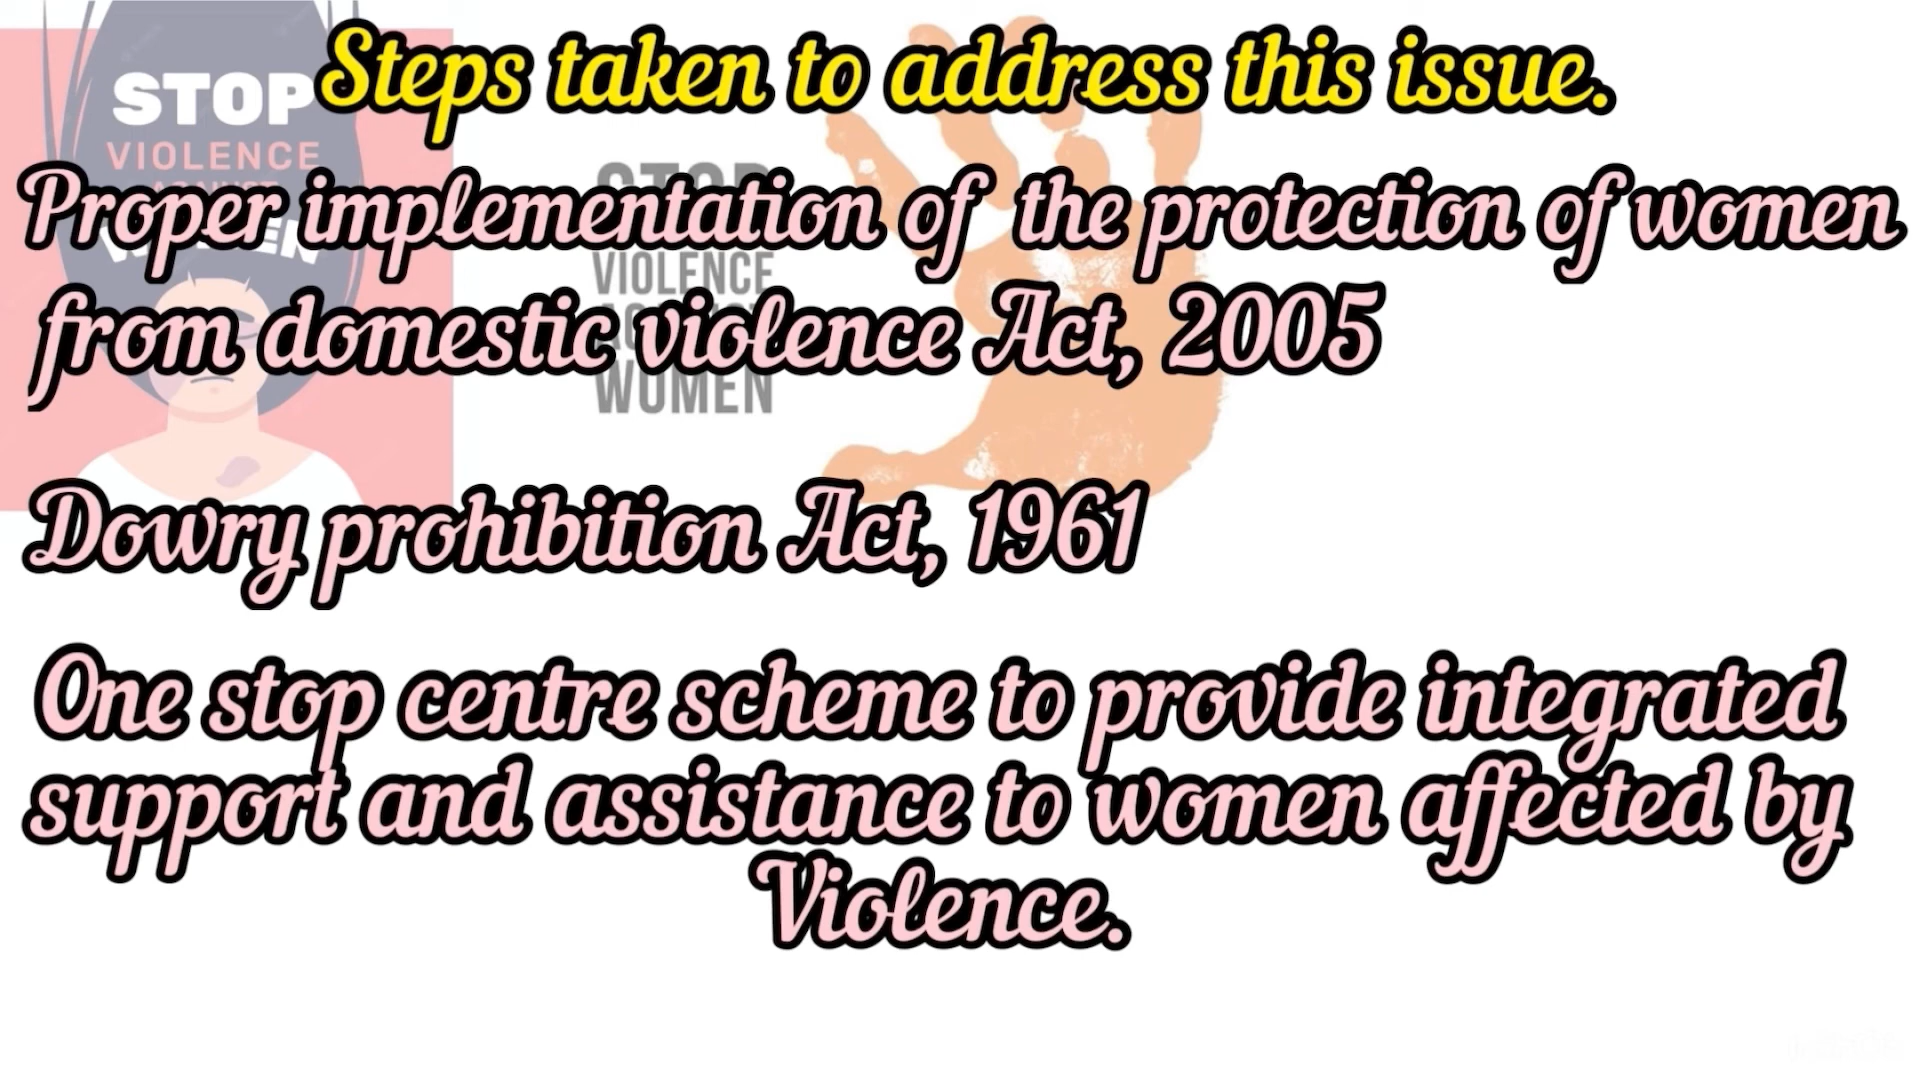 Steps taken to address this issue.
STOP
VIOLENCE
Proper implementation of the protection of women
VIOLENCE
from domestic violence Act, 2005
WOMEN
Dowry prohibition Act, 1961
One stop centre scheme to provide integrated
support and assistance to women affected by
Violence.